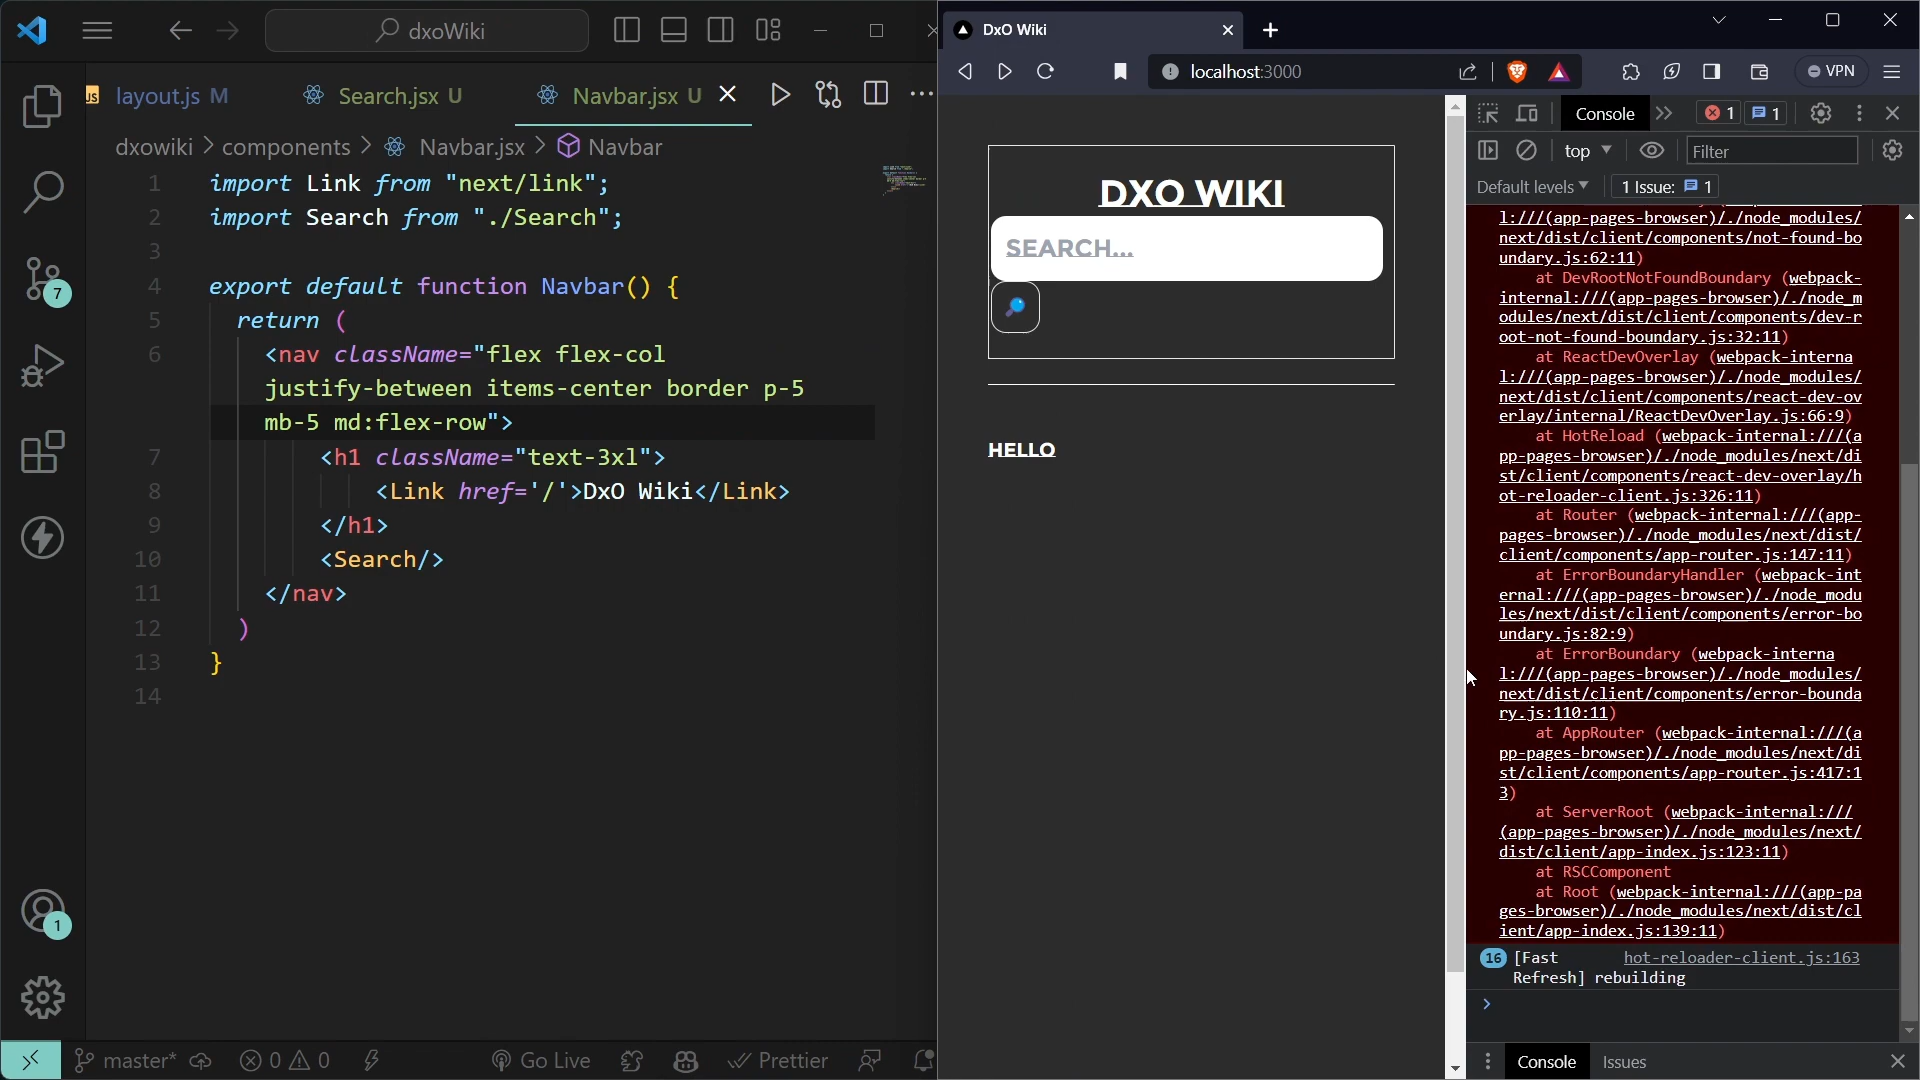 dxoWiki
layout.js M
Search.jsx U
Navbar.jsx U
dxowiki > components > Navbar.jsx > Navbar
1 import Link from "next/link";
2 import Search from "./Search";
3
4 export default function Navbar() {
5 return (
6 <nav className="flex flex-col
justify-between items-center border p-5
mb-5 md:flex-row">
7 <h1 className="text-3xl">
8 <Link href='/'>DxO Wiki</Link>
9 </h1>
10 <Search/>
11 </nav>
12 )
13 }
14
7
1
master*
0 0
Go Live
Prettier
DxO Wiki
localhost:3000
VPN
DXO WIKI
SEARCH...
HELLO
Console
1
1
top
Filter
Default levels
1 Issue: 1
l:///(app-pages-browser)/./node_modules/
next/dist/client/components/not-found-bo
undary.js:62:11)
at DevRootNotFoundBoundary (webpack-
internal:///(app-pages-browser)/./node_m
odules/next/dist/client/components/dev-r
oot-not-found-boundary.js:32:11)
at ReactDevOverlay (webpack-interna
l:///(app-pages-browser)/./node_modules/
next/dist/client/components/react-dev-ov
erlay/internal/ReactDevOverlay.js:66:9)
at HotReload (webpack-internal:///(a
pp-pages-browser)/./node_modules/next/di
st/client/components/react-dev-overlay/h
ot-reloader-client.js:326:11)
at Router (webpack-internal:///(app-
pages-browser)/./node_modules/next/dist/
client/components/app-router.js:147:11)
at ErrorBoundaryHandler (webpack-int
ernal:///(app-pages-browser)/./node_modu
les/next/dist/client/components/error-bo
undary.js:82:9)
at ErrorBoundary (webpack-interna
l:///(app-pages-browser)/./node_modules/
next/dist/client/components/error-bounda
ry.js:110:11)
at AppRouter (webpack-internal:///(a
pp-pages-browser)/./node_modules/next/di
st/client/components/app-router.js:417:1
3)
at ServerRoot (webpack-internal:///
(app-pages-browser)/./node_modules/next/
dist/client/app-index.js:123:11)
at RSCComponent
at Root (webpack-internal:///(app-pa
ges-browser)/./node_modules/next/dist/cl
ient/app-index.js:139:11)
16 [Fast hot-reloader-client.js:163
Refresh] rebuilding
Console
Issues